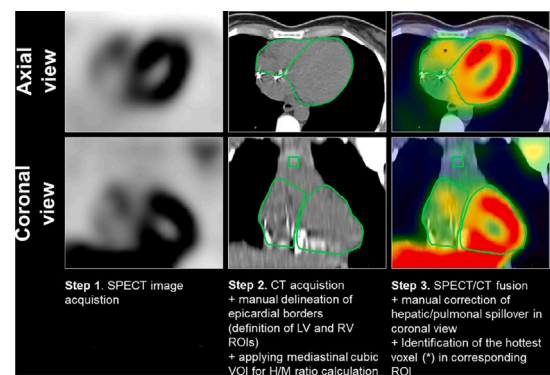 Axial
view
Coronal
view
Step 1. SPECT image
acquistion
Step 2. CT acquistion
+ manual delineation of
epicardial borders
(definition of LV and RV
ROIs)
+ applying mediastinal cubic
VOI for H/M ratio calculation
Step 3. SPECT/CT fusion
+ manual correction of
hepatic/pulmonal spillover in
coronal view
+ Identification of the hottest
voxel (*) in corresponding
ROI